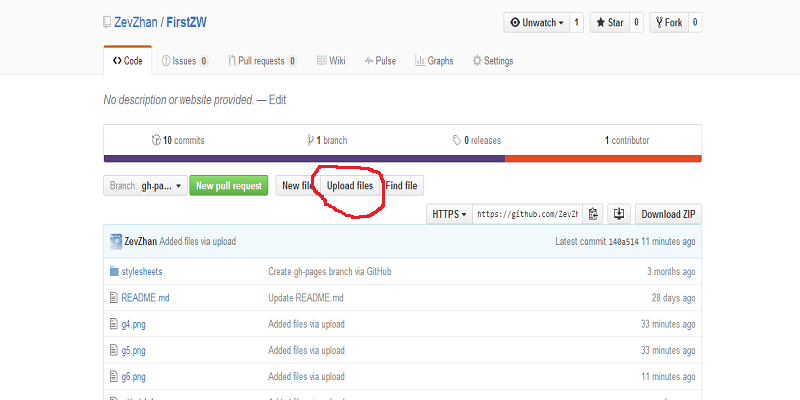 ZevZhan / FirstZW
Unwatch 1 Star 0 Fork 0
Code Issues 0 Pull requests 0 Wiki Pulse Graphs Settings
No description or website provided. — Edit
10 commits 1 branch 0 releases 1 contributor
Branch: gh-pa... New pull request New file Upload files Find file
HTTPS https://github.com/ZevZh Download ZIP
ZevZhan Added files via upload Latest commit 140a514 11 minutes ago
stylesheets Create gh-pages branch via GitHub 3 months ago
README.md Update README.md 28 days ago
g4.png Added files via upload 33 minutes ago
g5.png Added files via upload 33 minutes ago
g6.png Added files via upload 11 minutes ago